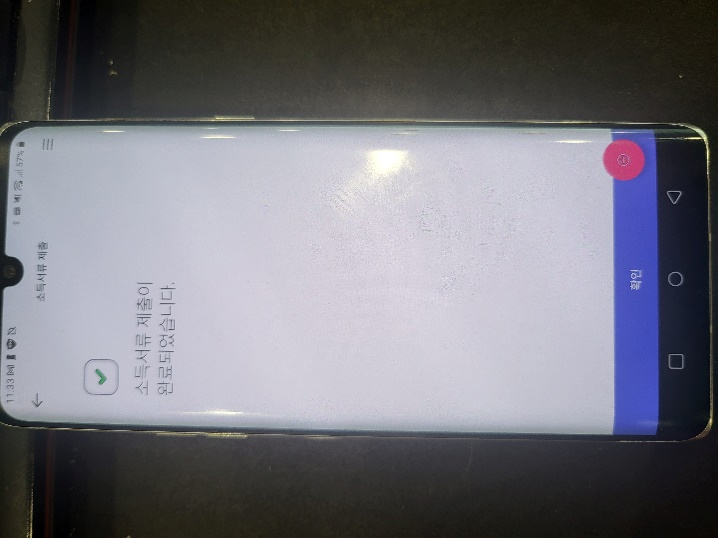 11:33
57%
소득서류 제출
소득서류 제출이
완료되었습니다.
확인